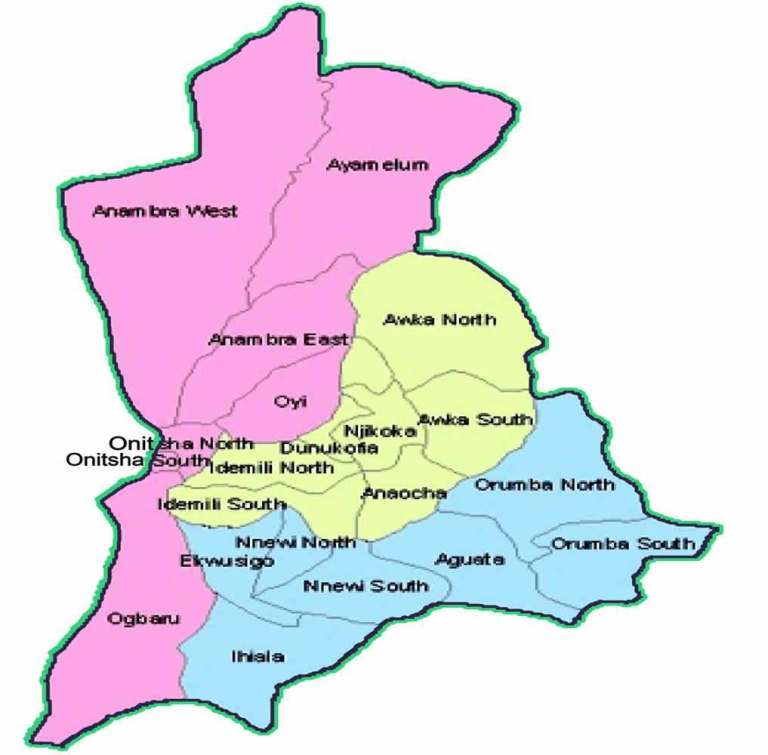 Ayamelum
Anambra West
Awka North
Anambra East
Oyi
Awka South
Njikoka
Onitsha North
Dunukofia
Onitsha South
Idemili North
Orumba North
Anaocha
Idemili South
Nnewi North
Orumba South
Ekwusigo
Aguata
Nnewi South
Ogbaru
Ihiala